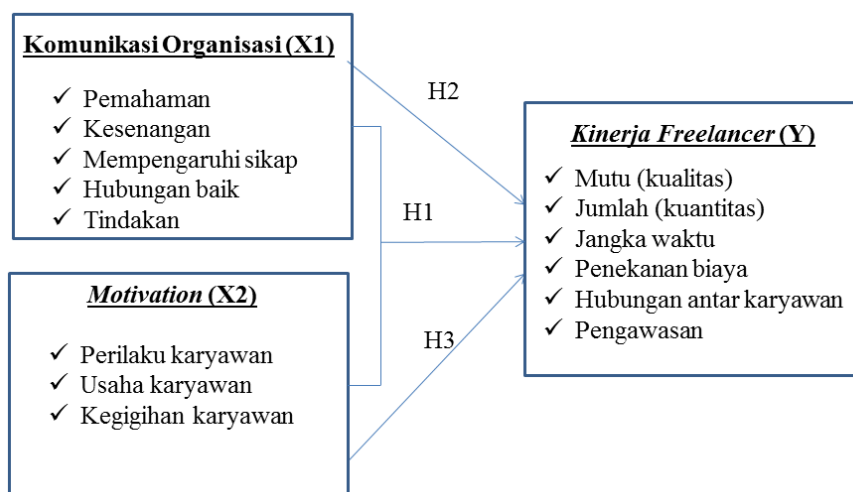 Komunikasi Organisasi (X1)
✓ Pemahaman
✓ Kesenangan
✓ Mempengaruhi sikap
✓ Hubungan baik
✓ Tindakan
Motivation (X2)
✓ Perilaku karyawan
✓ Usaha karyawan
✓ Kegigihan karyawan
H2
H1
H3
Kinerja Freelancer (Y)
✓ Mutu (kualitas)
✓ Jumlah (kuantitas)
✓ Jangka waktu
✓ Penekanan biaya
✓ Hubungan antar karyawan
✓ Pengawasan